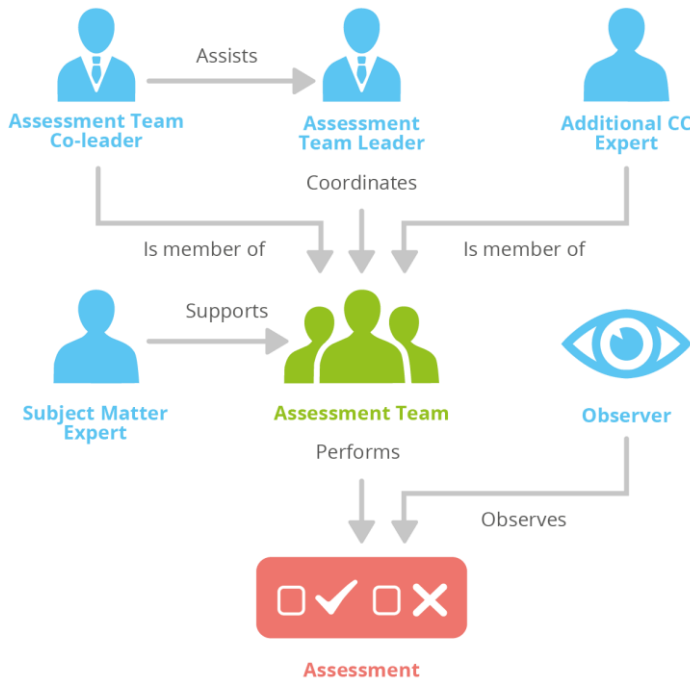 Assists
Assessment Team
Co-leader
Assessment
Team Leader
Additional CC
Expert
Coordinates
Is member of
Is member of
Supports
Subject Matter
Expert
Assessment Team
Observer
Performs
Observes
Assessment